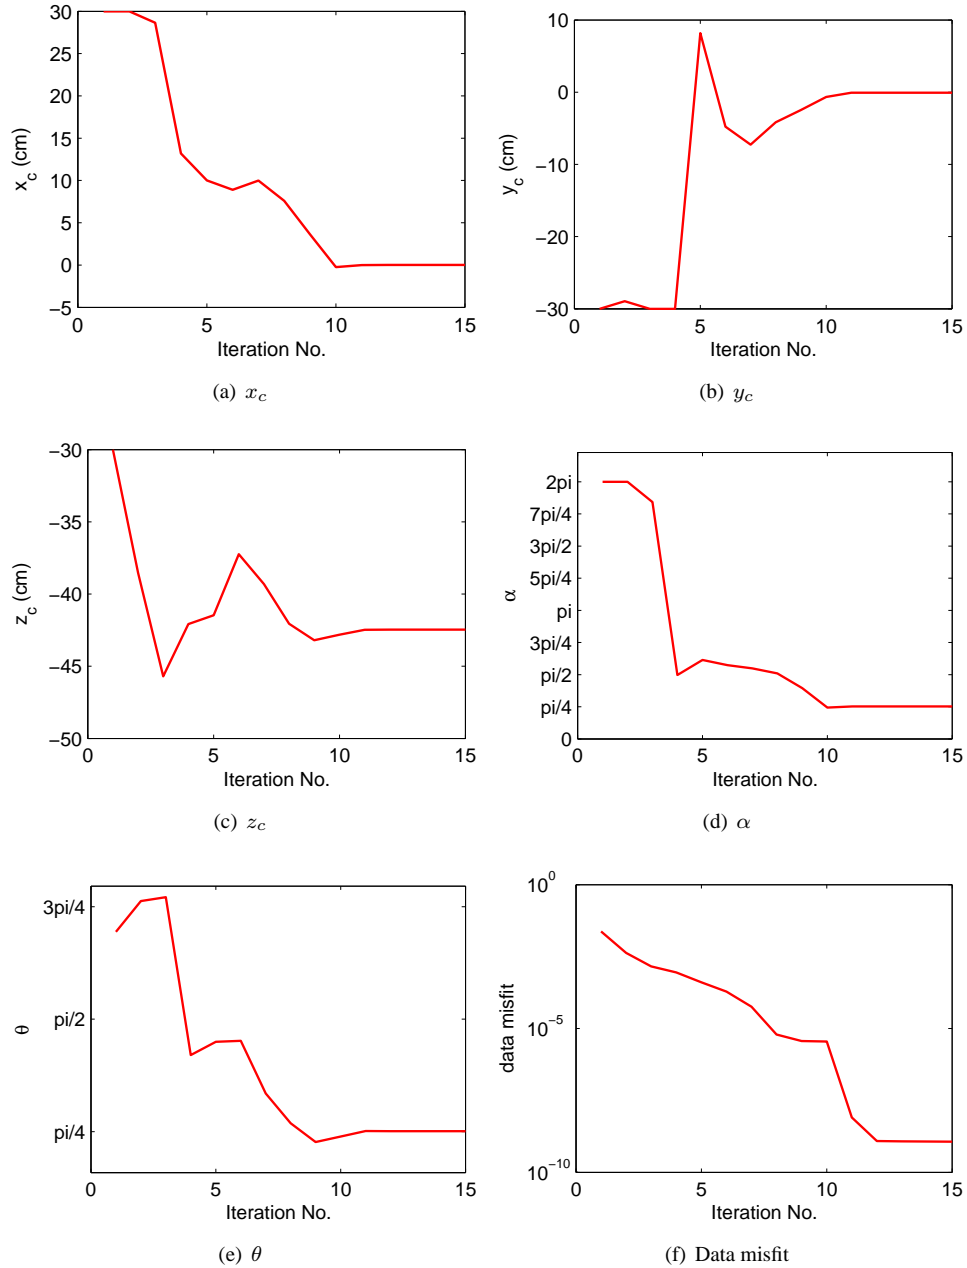 30
25
20
15
10
5
0
−5
x_c (cm)
0 5 10 15
Iteration No.
(a) x_c
10
0
−10
−20
−30
y_c (cm)
0 5 10 15
Iteration No.
(b) y_c
−30
−35
−40
−45
−50
z_c (cm)
0 5 10 15
Iteration No.
(c) z_c
2pi
7pi/4
3pi/2
5pi/4
pi
3pi/4
pi/2
pi/4
0
α
0 5 10 15
Iteration No.
(d) α
3pi/4
pi/2
pi/4
θ
0 5 10 15
Iteration No.
(e) θ
10^0
10^−5
10^−10
data misfit
0 5 10 15
Iteration No.
(f) Data misfit